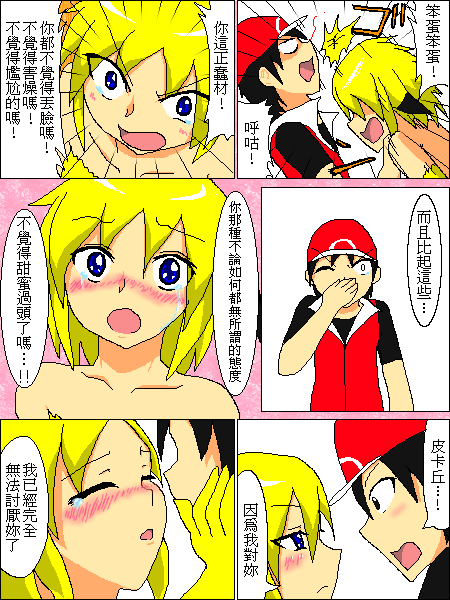 笨蛋笨蛋！
呼咕！
你這正蠢材！
你都不覺得丟臉嗎！
不覺得害燥嗎！
不覺得尷尬的嗎！
而且比起這些…
你那種不論如何都無所謂的態度
不覺得甜蜜過頭了嗎…!!
皮卡丘…！
因為我對妳
我已經完全
無法討厭妳了